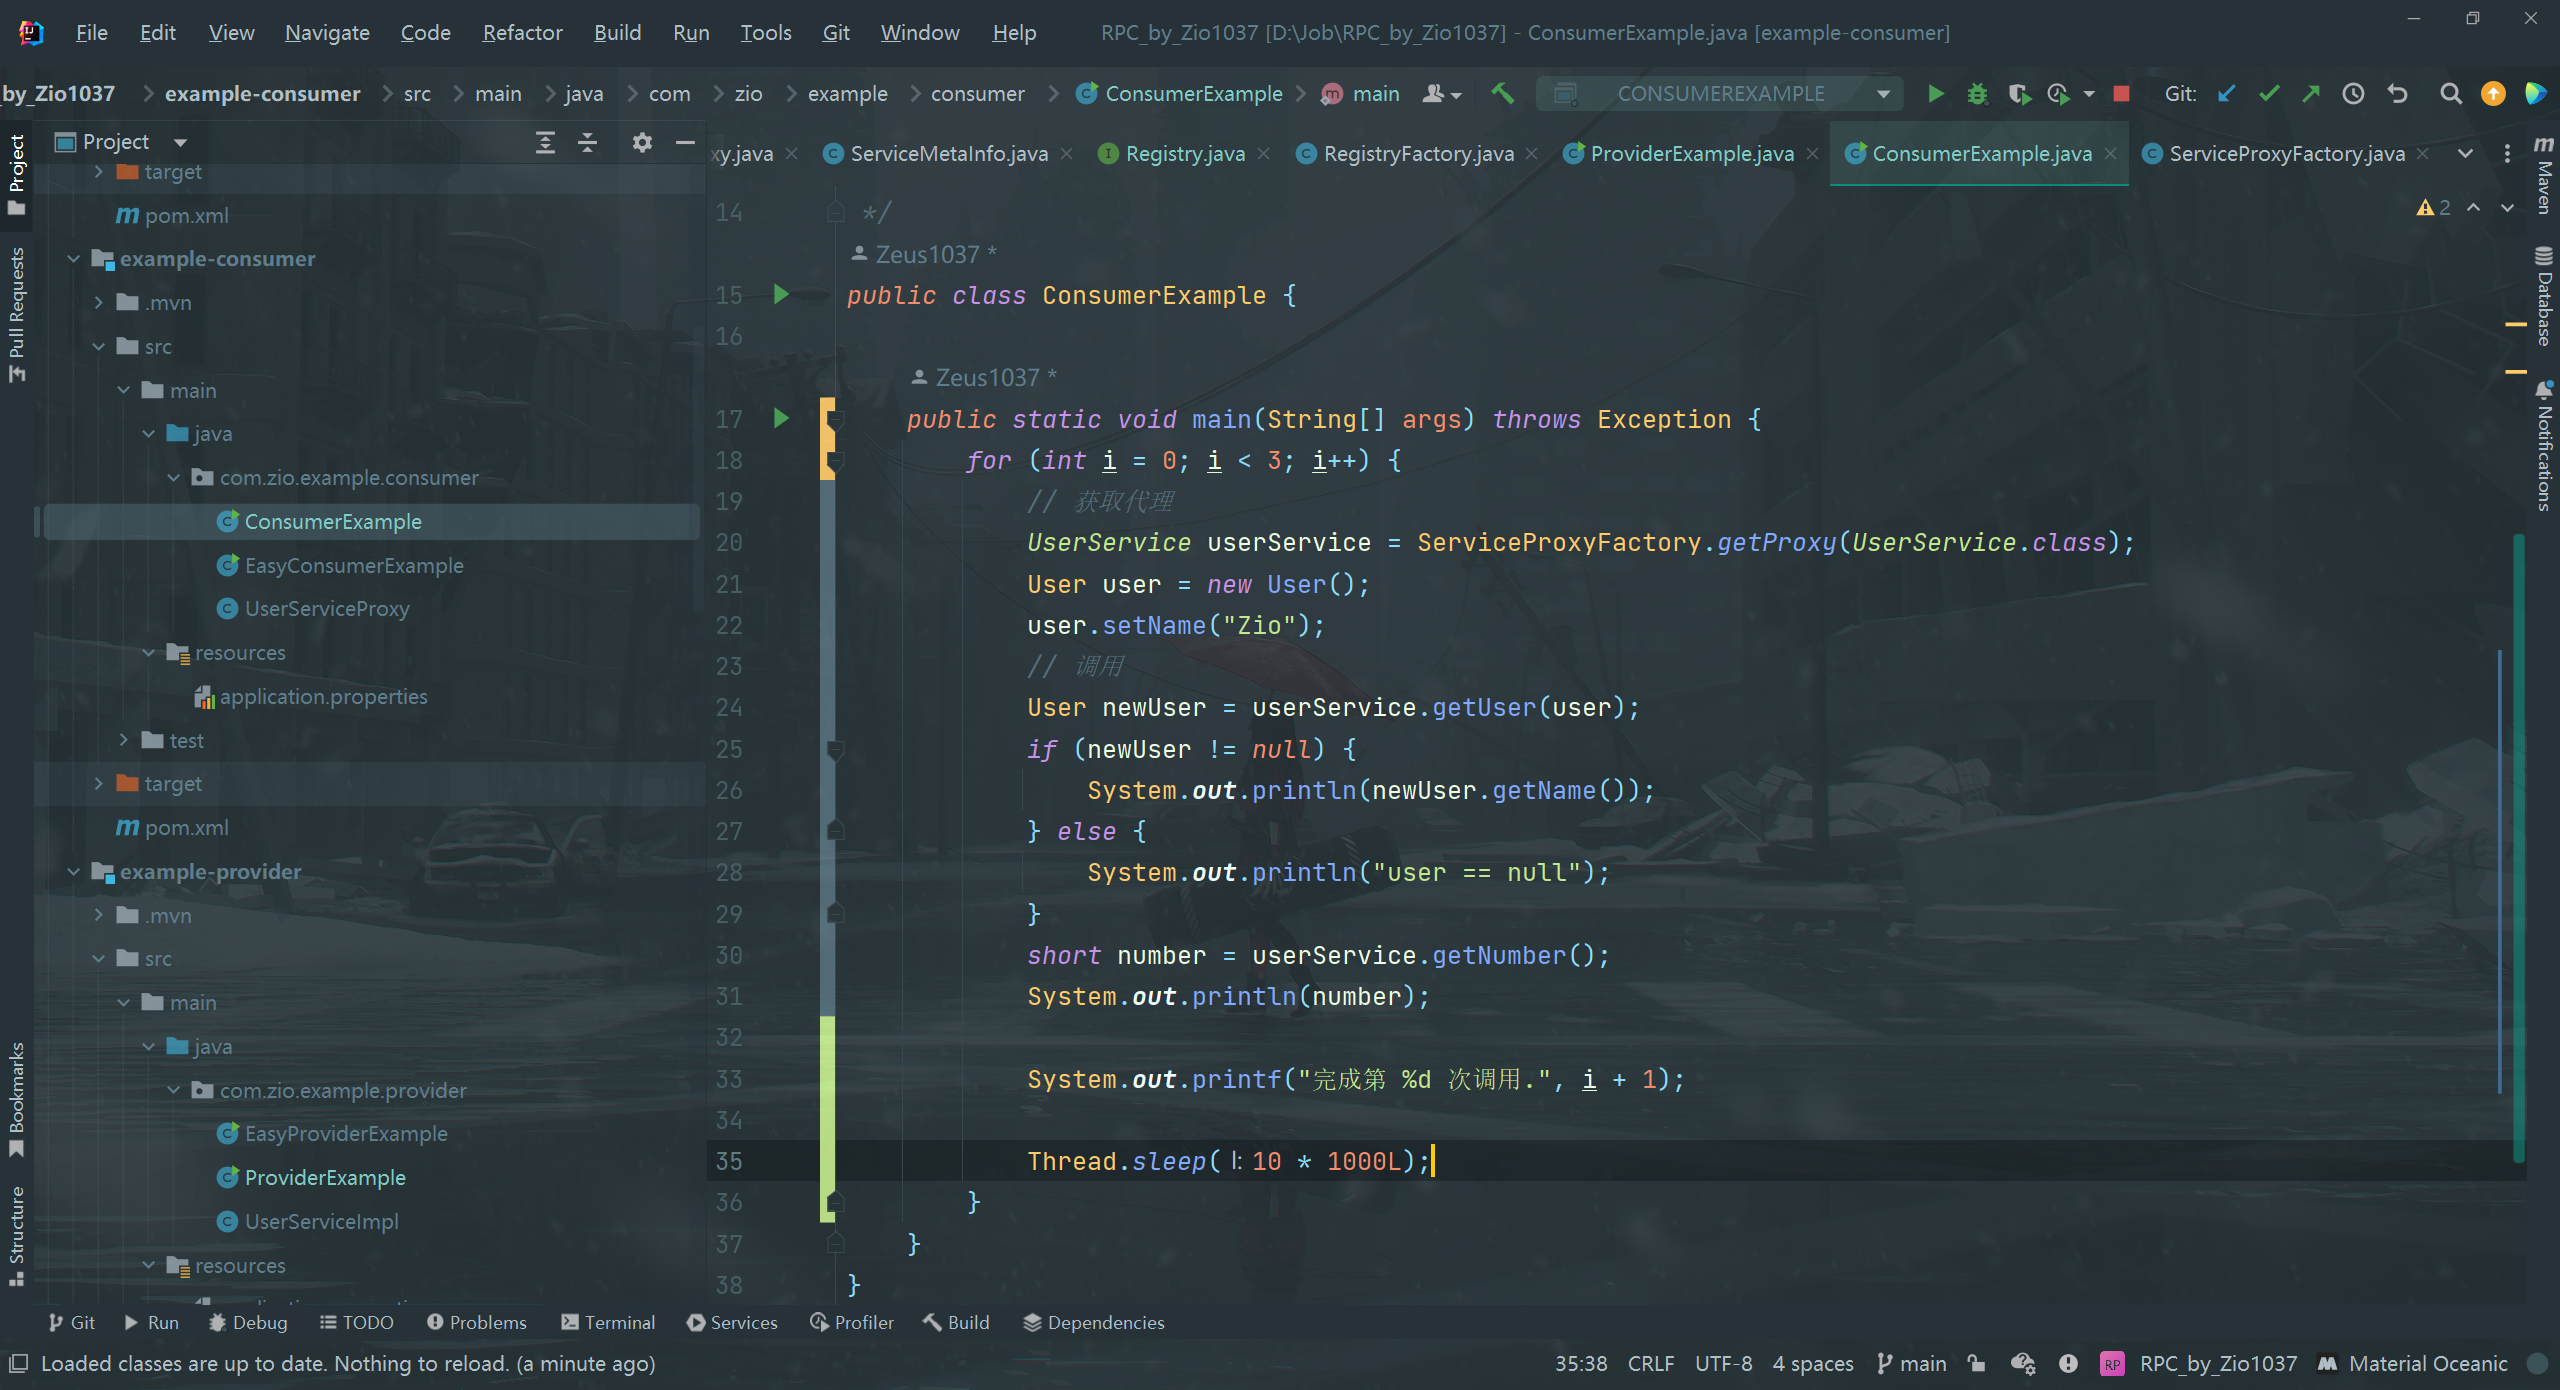 File Edit View Navigate Code Refactor Build Run Tools Git Window Help RPC_by_Zio1037 [D:\Job\RPC_by_Zio1037] - ConsumerExample.java [example-consumer]
by_Zio1037 example-consumer src main java com zio example consumer ConsumerExample main CONSUMEREXAMPLE Git:
Project
Pull Requests
Bookmarks
Structure
Project
target
pom.xml
example-consumer
.mvn
src
main
java
com.zio.example.consumer
ConsumerExample
EasyConsumerExample
UserServiceProxy
resources
application.properties
test
target
pom.xml
example-provider
.mvn
src
main
java
com.zio.example.provider
EasyProviderExample
ProviderExample
UserServiceImpl
resources
xy.java ServiceMetaInfo.java Registry.java RegistryFactory.java ProviderExample.java ConsumerExample.java ServiceProxyFactory.java
2
14 */
Zeus1037 *
15 public class ConsumerExample {
16
Zeus1037 *
17 public static void main(String[] args) throws Exception {
18 for (int i = 0; i < 3; i++) {
19 // 获取代理
20 UserService userService = ServiceProxyFactory.getProxy(UserService.class);
21 User user = new User();
22 user.setName("Zio");
23 // 调用
24 User newUser = userService.getUser(user);
25 if (newUser != null) {
26 System.out.println(newUser.getName());
27 } else {
28 System.out.println("user == null");
29 }
30 short number = userService.getNumber();
31 System.out.println(number);
32
33 System.out.printf("完成第 %d 次调用.", i + 1);
34
35 Thread.sleep( l: 10 * 1000L);
36 }
37 }
38 }
Maven
Database
Notifications
Git Run Debug TODO Problems Terminal Services Profiler Build Dependencies
Loaded classes are up to date. Nothing to reload. (a minute ago) 35:38 CRLF UTF-8 4 spaces main RP RPC_by_Zio1037 Material Oceanic